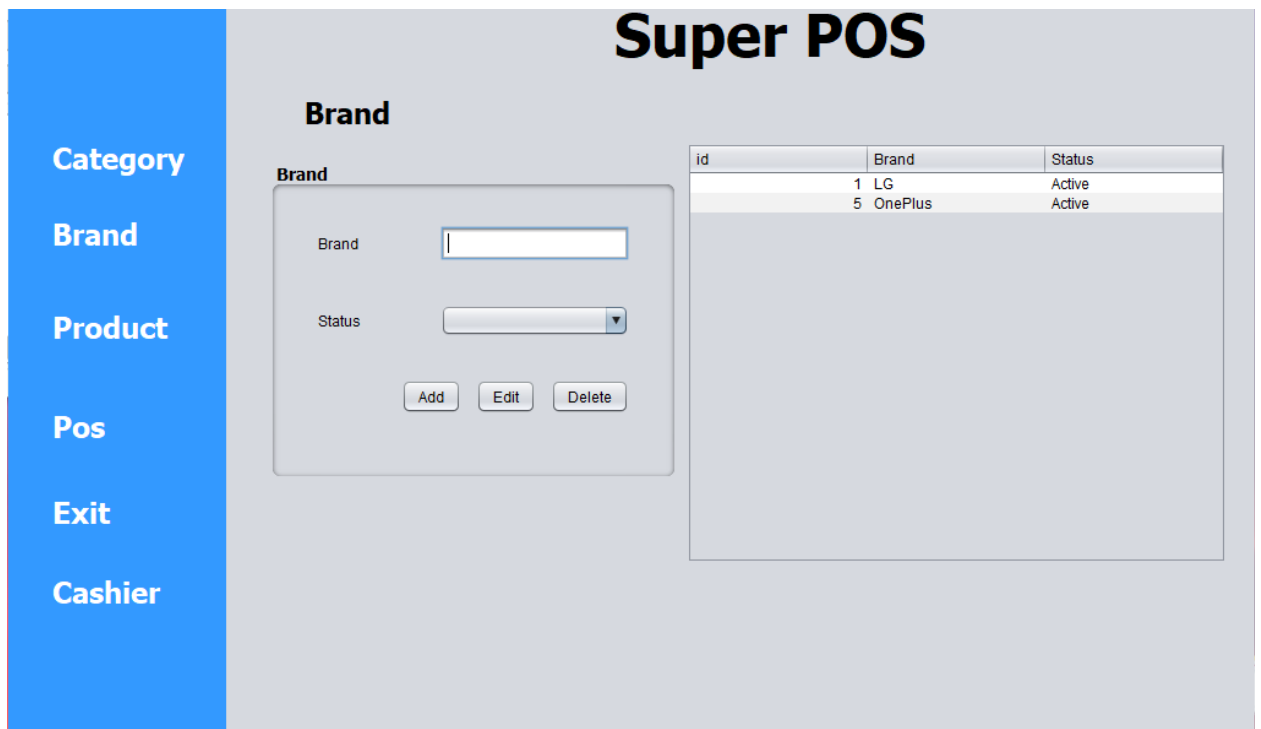 Super POS
Category
Brand
Product
Pos
Exit
Cashier
Brand
Brand
Brand
Status
Add Edit Delete
id Brand Status
1 LG Active
5 OnePlus Active